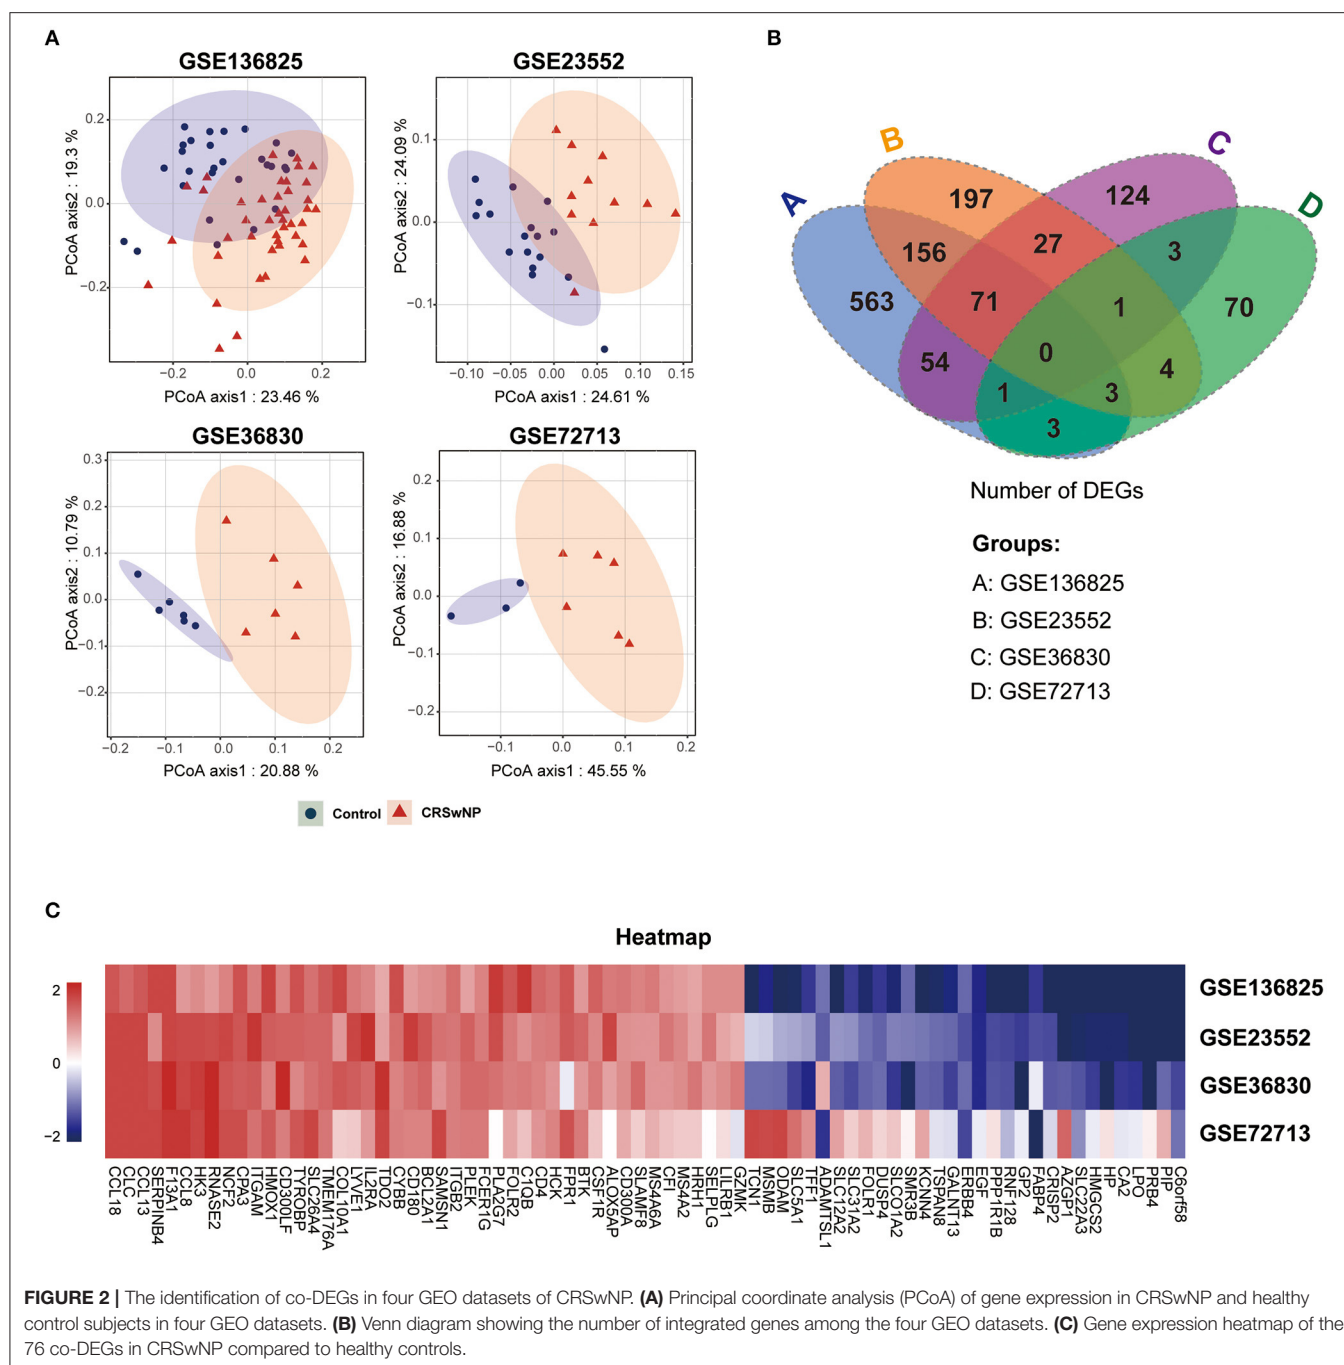 A
GSE136825
0.2
0.0
−0.2
PCoA axis2 : 19.3 %
−0.2 0.0 0.2
PCoA axis1 : 23.46 %
GSE23552
0.1
0.0
−0.1
PCoA axis2 : 24.09 %
−0.10 −0.05 0.00 0.05 0.10 0.15
PCoA axis1 : 24.61 %
GSE36830
0.3
0.2
0.1
0.0
−0.1
−0.2
PCoA axis2 : 10.79 %
−0.2 −0.1 0.0 0.1 0.2
PCoA axis1 : 20.88 %
GSE72713
0.2
0.1
0.0
−0.1
−0.2
PCoA axis2 : 16.88 %
−0.1 0.0 0.1 0.2
PCoA axis1 : 45.55 %
Control CRSwNP
B
A
B
C
D
197
124
156
27
3
563
71
1
70
54
0
4
1
3
3
Number of DEGs
Groups:
A: GSE136825
B: GSE23552
C: GSE36830
D: GSE72713
C
Heatmap
2
0
−2
GSE136825
GSE23552
GSE36830
GSE72713
CCL18
CLC
CCL13
SERPINB4
F13A1
CCL8
HK3
RNASE2
NCF2
CPA3
ITGAM
HMOX1
CD300LF
TYROBP
SLC26A4
TMEM176A
COL10A1
LYVE1
IL2RA
TDO2
CYBB
CD180
BCL2A1
SAMSN1
ITGB2
PLEK
FCER1G
PLA2G7
FOLR2
C1QB
CD4
HCK
FPR1
BTK
CSF1R
ALOX5AP
CD300A
SLAMF8
MS4A6A
CFI
MS4A2
HRH1
SELPLG
LILRB1
GZMK
TCN1
MSMB
ODAM
SLC5A1
TFF1
ADAMTSL1
SLC12A2
SLC31A2
FOLR1
DUSP4
SLCO1A2
SMR3B
KCNN4
TSPAN8
GALNT13
ERBB4
EGF
PPP1R1B
RNF128
GP2
FABP4
CRISP2
AZGP1
SLC22A3
HMGCS2
HP
CA2
LPO
PRB4
PIP
C6orf58
FIGURE 2 | The identification of co-DEGs in four GEO datasets of CRSwNP. (A) Principal coordinate analysis (PCoA) of gene expression in CRSwNP and healthy
control subjects in four GEO datasets. (B) Venn diagram showing the number of integrated genes among the four GEO datasets. (C) Gene expression heatmap of the
76 co-DEGs in CRSwNP compared to healthy controls.